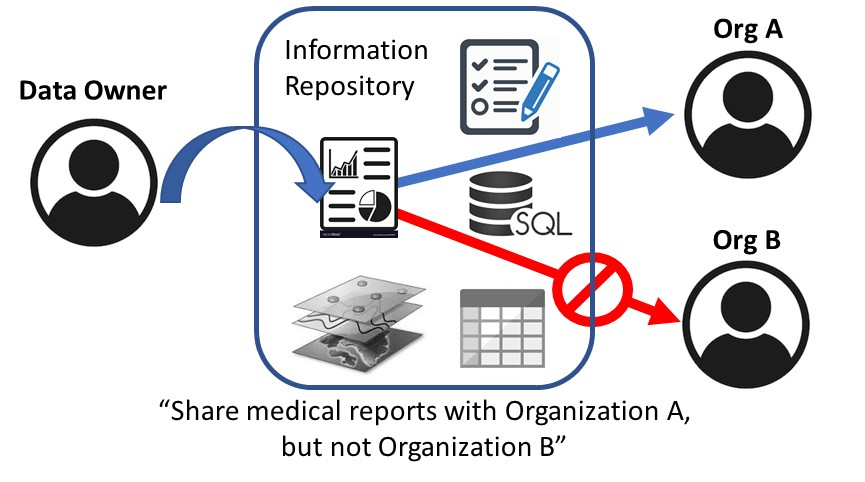 Org A
Information
Repository
Data Owner
SQL
Org B
“Share medical reports with Organization A,
but not Organization B”